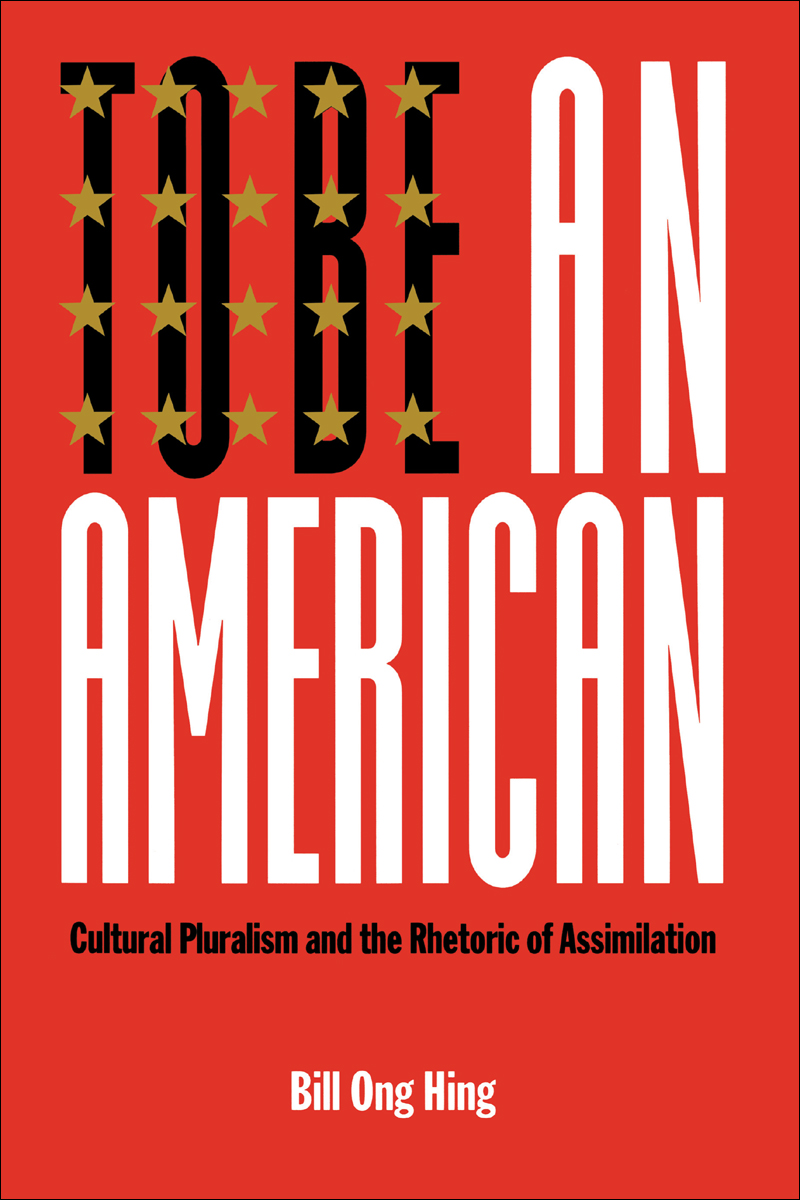 TO BE AN
AMERICAN
Cultural Pluralism and the Rhetoric of Assimilation
Bill Ong Hing